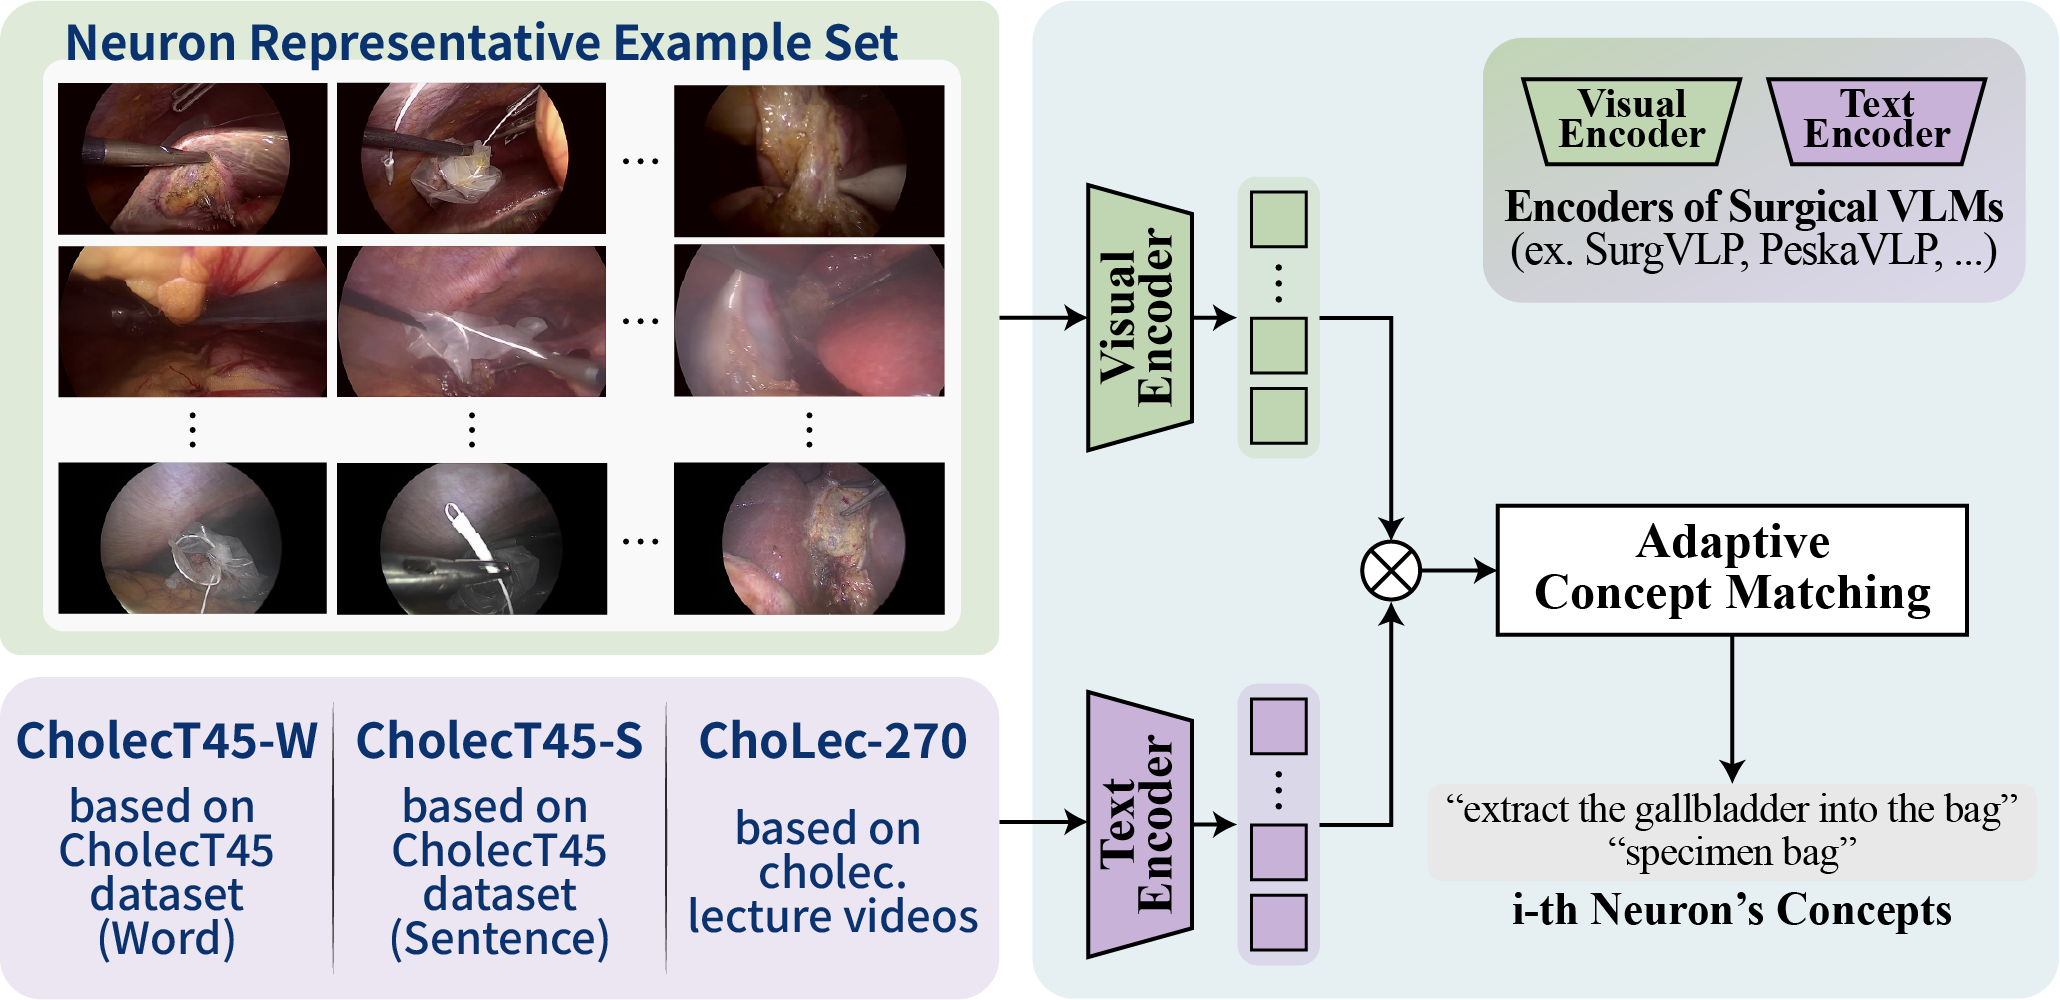 Neuron Representative Example Set
...
...
...
CholecT45-W
based on
CholecT45
dataset
(Word)
CholecT45-S
based on
CholecT45
dataset
(Sentence)
ChoLec-270
based on
cholec.
lecture videos
Visual
Encoder
Text
Encoder
Visual
Encoder
Text
Encoder
Encoders of Surgical VLMs
(ex. SurgVLP, PeskaVLP, ...)
Adaptive
Concept Matching
“extract the gallbladder into the bag”
“specimen bag”
i-th Neuron’s Concepts